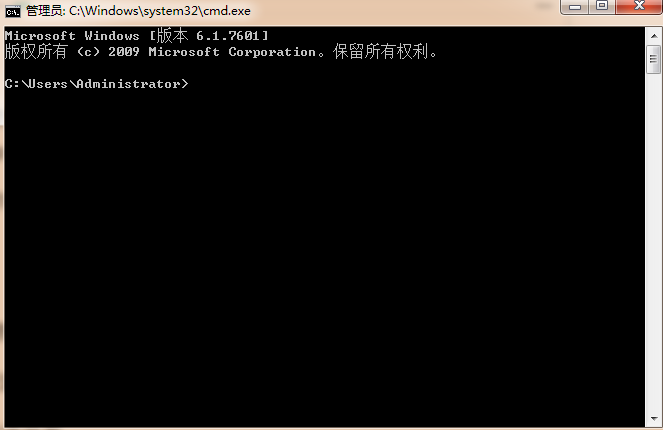 管理员: C:\Windows\system32\cmd.exe
Microsoft Windows [版本 6.1.7601]
版权所有 (c) 2009 Microsoft Corporation。保留所有权利。
C:\Users\Administrator>